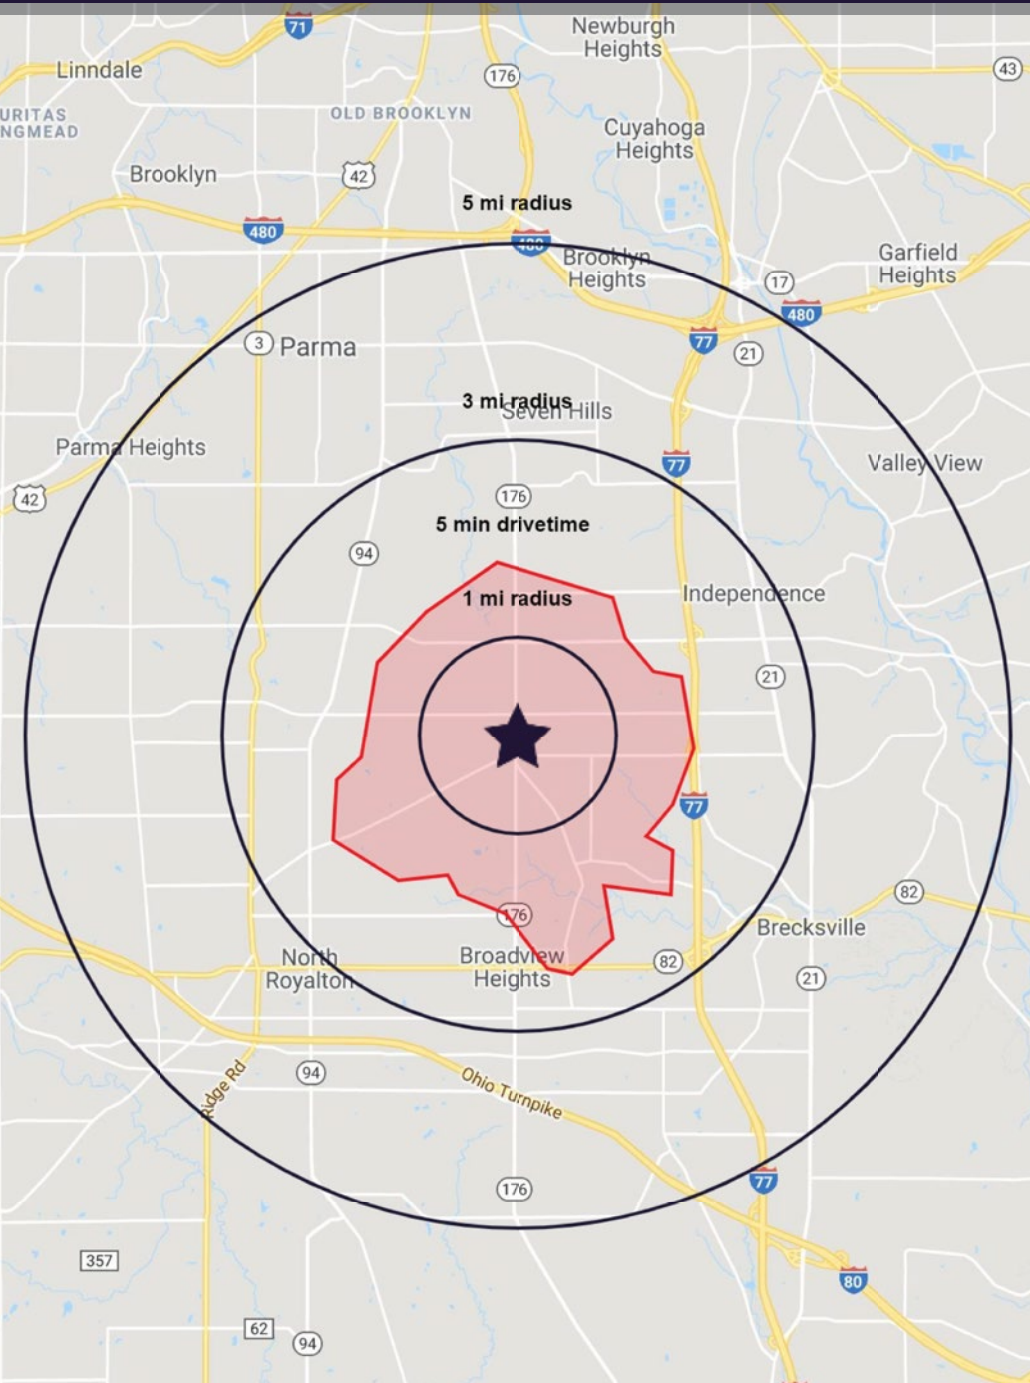 71
Newburgh
Heights
Linndale
176
43
URITAS
NGMEAD
OLD BROOKLYN
Cuyahoga
Heights
Brooklyn
42
5 mi radius
480
480
Brooklyn
Heights
Garfield
Heights
17
480
3
Parma
77
21
3 mi radius
Seven Hills
Parma Heights
77
Valley View
42
176
5 min drivetime
94
1 mi radius
Independence
21
77
82
176
Brecksville
North
Royalton
Broadview
Heights
82
21
94
Ridge Rd
Ohio Turnpike
176
77
357
80
62
94